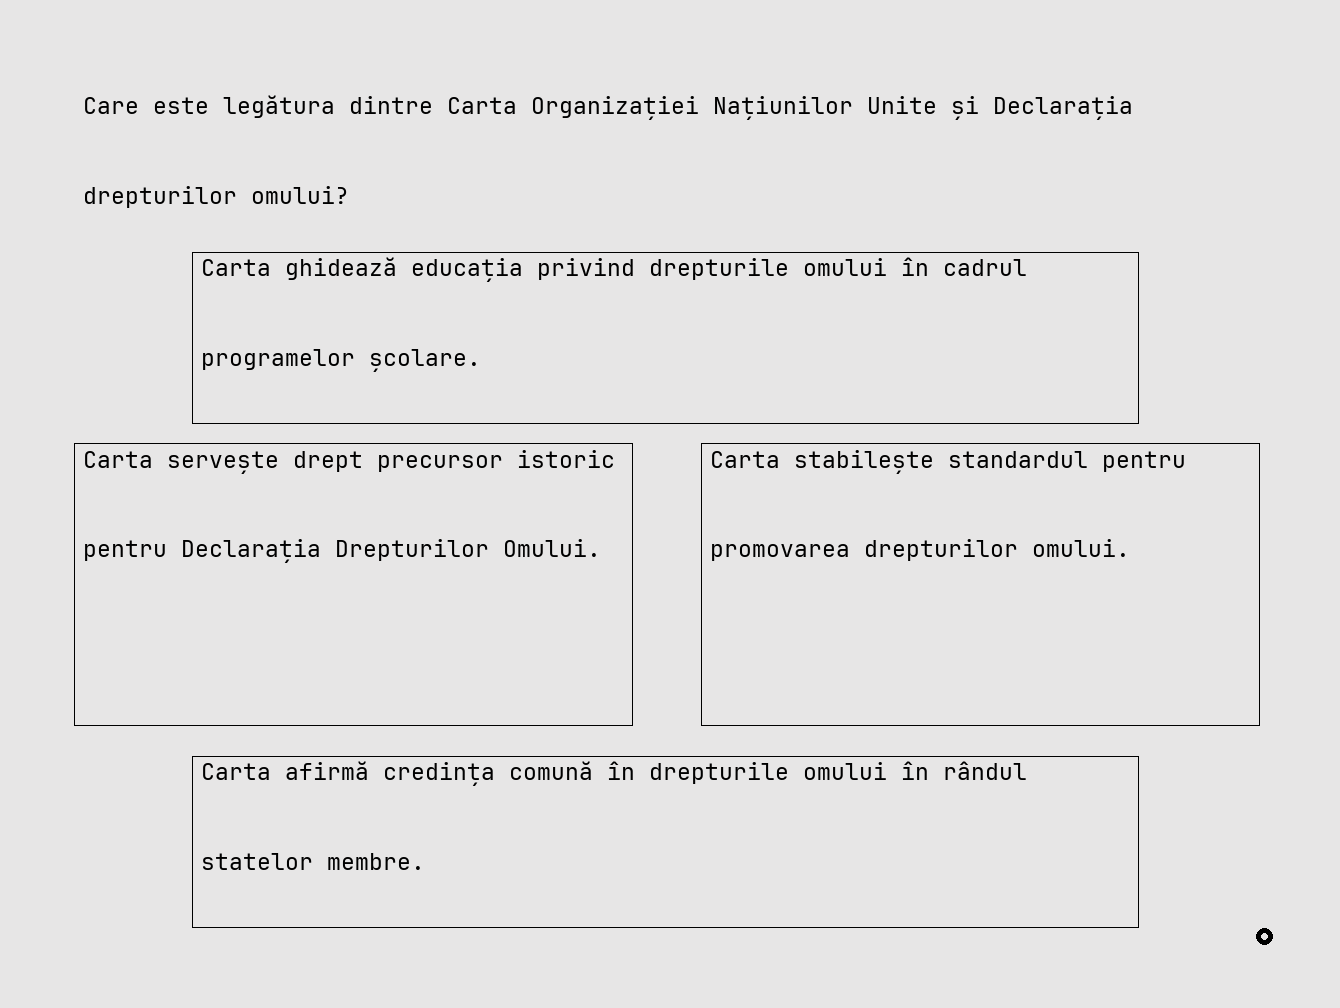 Care este legătura dintre Carta Organizației Națiunilor Unite și Declarația
drepturilor omului?
Carta ghidează educația privind drepturile omului în cadrul
programelor școlare.
Carta servește drept precursor istoric
pentru Declarația Drepturilor Omului.
Carta stabilește standardul pentru
promovarea drepturilor omului.
Carta afirmă credința comună în drepturile omului în rândul
statelor membre.